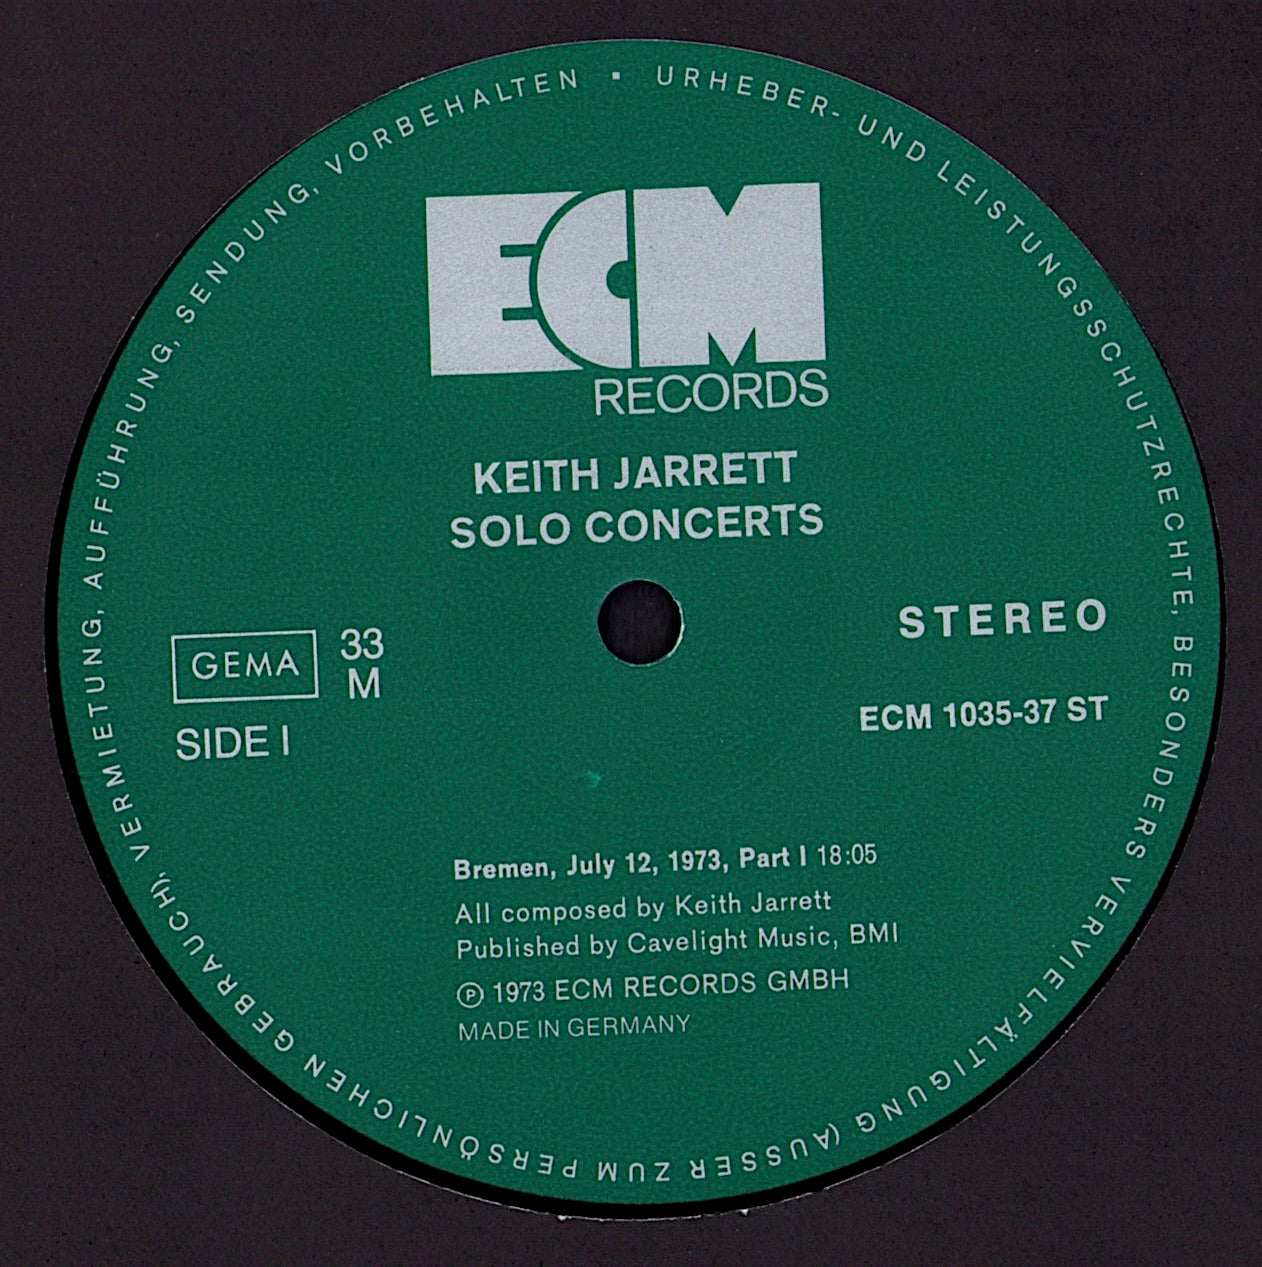 URHEBER- UND LEISTUNGSSCHUTZRECHTE, BESONDERS VERVIELFÄLTIGUNG (AUSSER ZUM PERSÖNLICHEN GEBRAUCH), VERMIETUNG, AUFFÜHRUNG, SENDUNG, VORBEHALTEN ▪
ECM
RECORDS
KEITH JARRETT
SOLO CONCERTS
STEREO
GEMA 33
M
ECM 1035-37 ST
SIDE I
Bremen, July 12, 1973, Part I 18:05
All composed by Keith Jarrett
Published by Cavelight Music, BMI
Ⓟ 1973 ECM RECORDS GMBH
MADE IN GERMANY